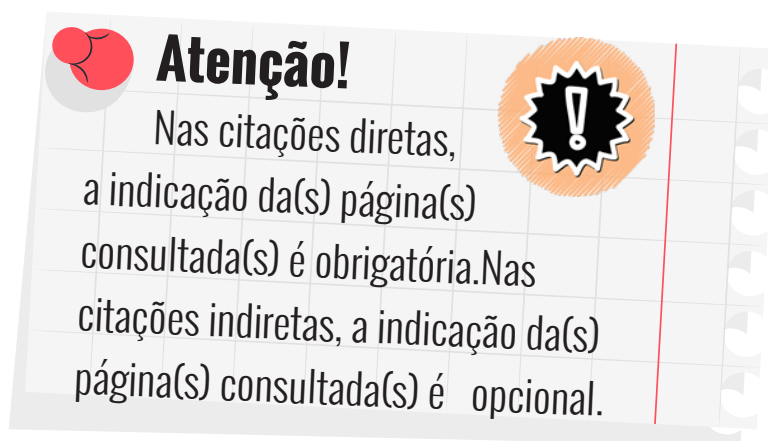 Atenção!
Nas citações diretas,
a indicação da(s) página(s)
consultada(s) é obrigatória.Nas
citações indiretas, a indicação da(s)
página(s) consultada(s) é opcional.